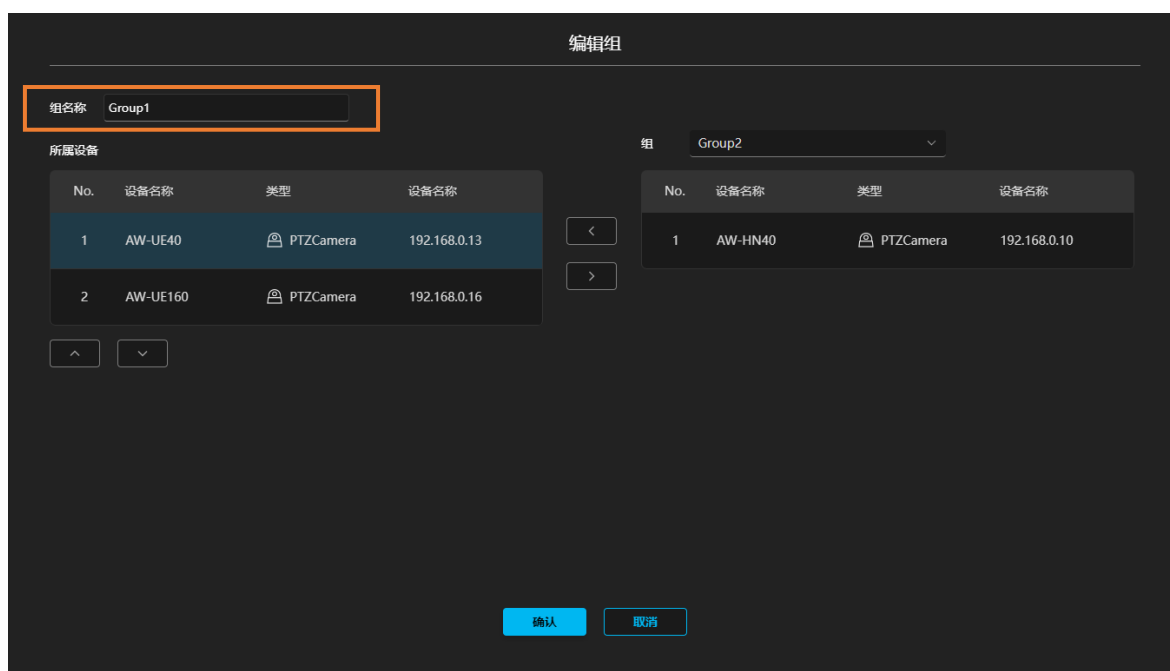 编辑组
组名称 Group1
所属设备
No. 设备名称 类型 设备名称
1 AW-UE40 PTZCamera 192.168.0.13
2 AW-UE160 PTZCamera 192.168.0.16
组 Group2
No. 设备名称 类型 设备名称
1 AW-HN40 PTZCamera 192.168.0.10
确认 取消